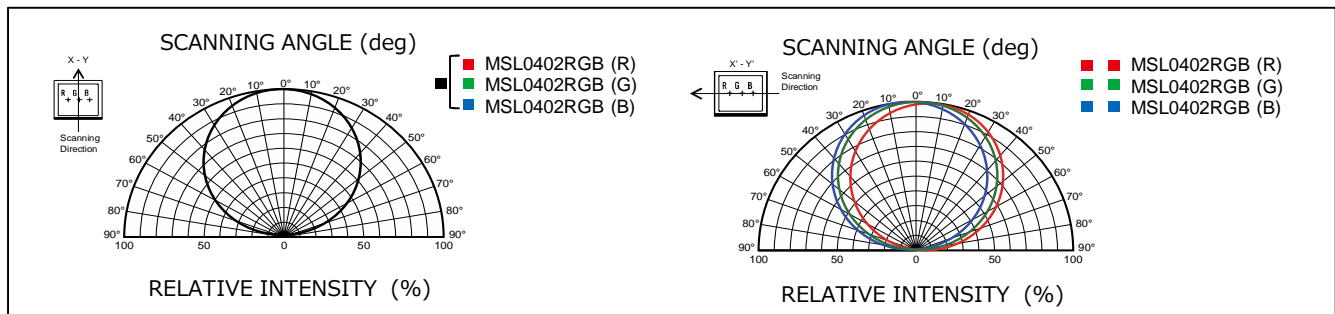 SCANNING ANGLE (deg)
X - Y
R G B
Scanning
Direction
MSL0402RGB (R)
MSL0402RGB (G)
MSL0402RGB (B)
90° 80° 70° 60° 50° 40° 30° 20° 10° 0° 10° 20° 30° 40° 50° 60° 70° 80° 90°
100 50 0 50 100
RELATIVE INTENSITY (%)
SCANNING ANGLE (deg)
X' - Y'
R G B
Scanning
Direction
MSL0402RGB (R)
MSL0402RGB (G)
MSL0402RGB (B)
90° 80° 70° 60° 50° 40° 30° 20° 10° 0° 10° 20° 30° 40° 50° 60° 70° 80° 90°
100 50 0 50 100
RELATIVE INTENSITY (%)